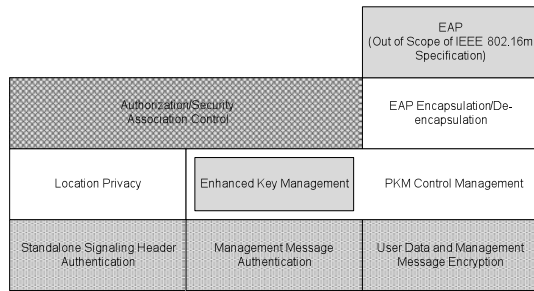 EAP
(Out of Scope of IEEE 802.16m
Specification)
Authorization/Security
Association Control
EAP Encapsulation/De-
encapsulation
Location Privacy
Enhanced Key Management
PKM Control Management
Standalone Signaling Header
Authentication
Management Message
Authentication
User Data and Management
Message Encryption